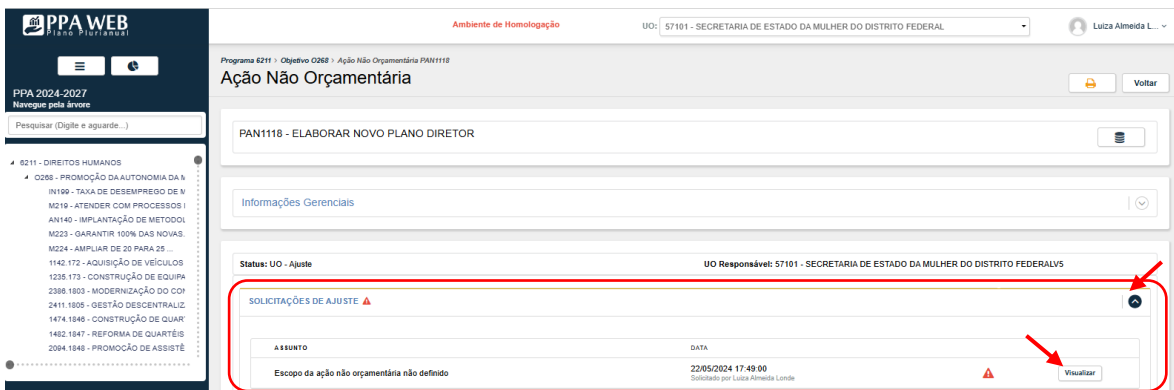 PPA WEB
Plano Plurianual
Ambiente de Homologação
UO: 57101 - SECRETARIA DE ESTADO DA MULHER DO DISTRITO FEDERAL
Luiza Almeida L...
PPA 2024-2027
Navegue pela árvore
Pesquisar (Digite e aguarde...)
6211 - DIREITOS HUMANOS
O268 - PROMOÇÃO DA AUTONOMIA DA M
IN199 - TAXA DE DESEMPREGO DE M
M219 - ATENDER COM PROCESSOS I
AN140 - IMPLANTAÇÃO DE METODOL
M223 - GARANTIR 100% DAS NOVAS.
M224 - AMPLIAR DE 20 PARA 25 ...
1142.172 - AQUISIÇÃO DE VEÍCULOS
1235.173 - CONSTRUÇÃO DE EQUIPA
2386.1803 - MODERNIZAÇÃO DO CON
2411.1805 - GESTÃO DESCENTRALIZ
1474.1846 - CONSTRUÇÃO DE QUAR
1482.1847 - REFORMA DE QUARTÉIS
2094.1848 - PROMOÇÃO DE ASSISTÊ
Programa 6211 > Objetivo O268 > Ação Não Orçamentária PAN1118
Ação Não Orçamentária
Voltar
PAN1118 - ELABORAR NOVO PLANO DIRETOR
Informações Gerenciais
Status: UO - Ajuste
UO Responsável: 57101 - SECRETARIA DE ESTADO DA MULHER DO DISTRITO FEDERALV5
SOLICITAÇÕES DE AJUSTE
ASSUNTO DATA
Escopo da ação não orçamentária não definido
22/05/2024 17:49:00
Solicitado por Luiza Almeida Londe
Visualizar